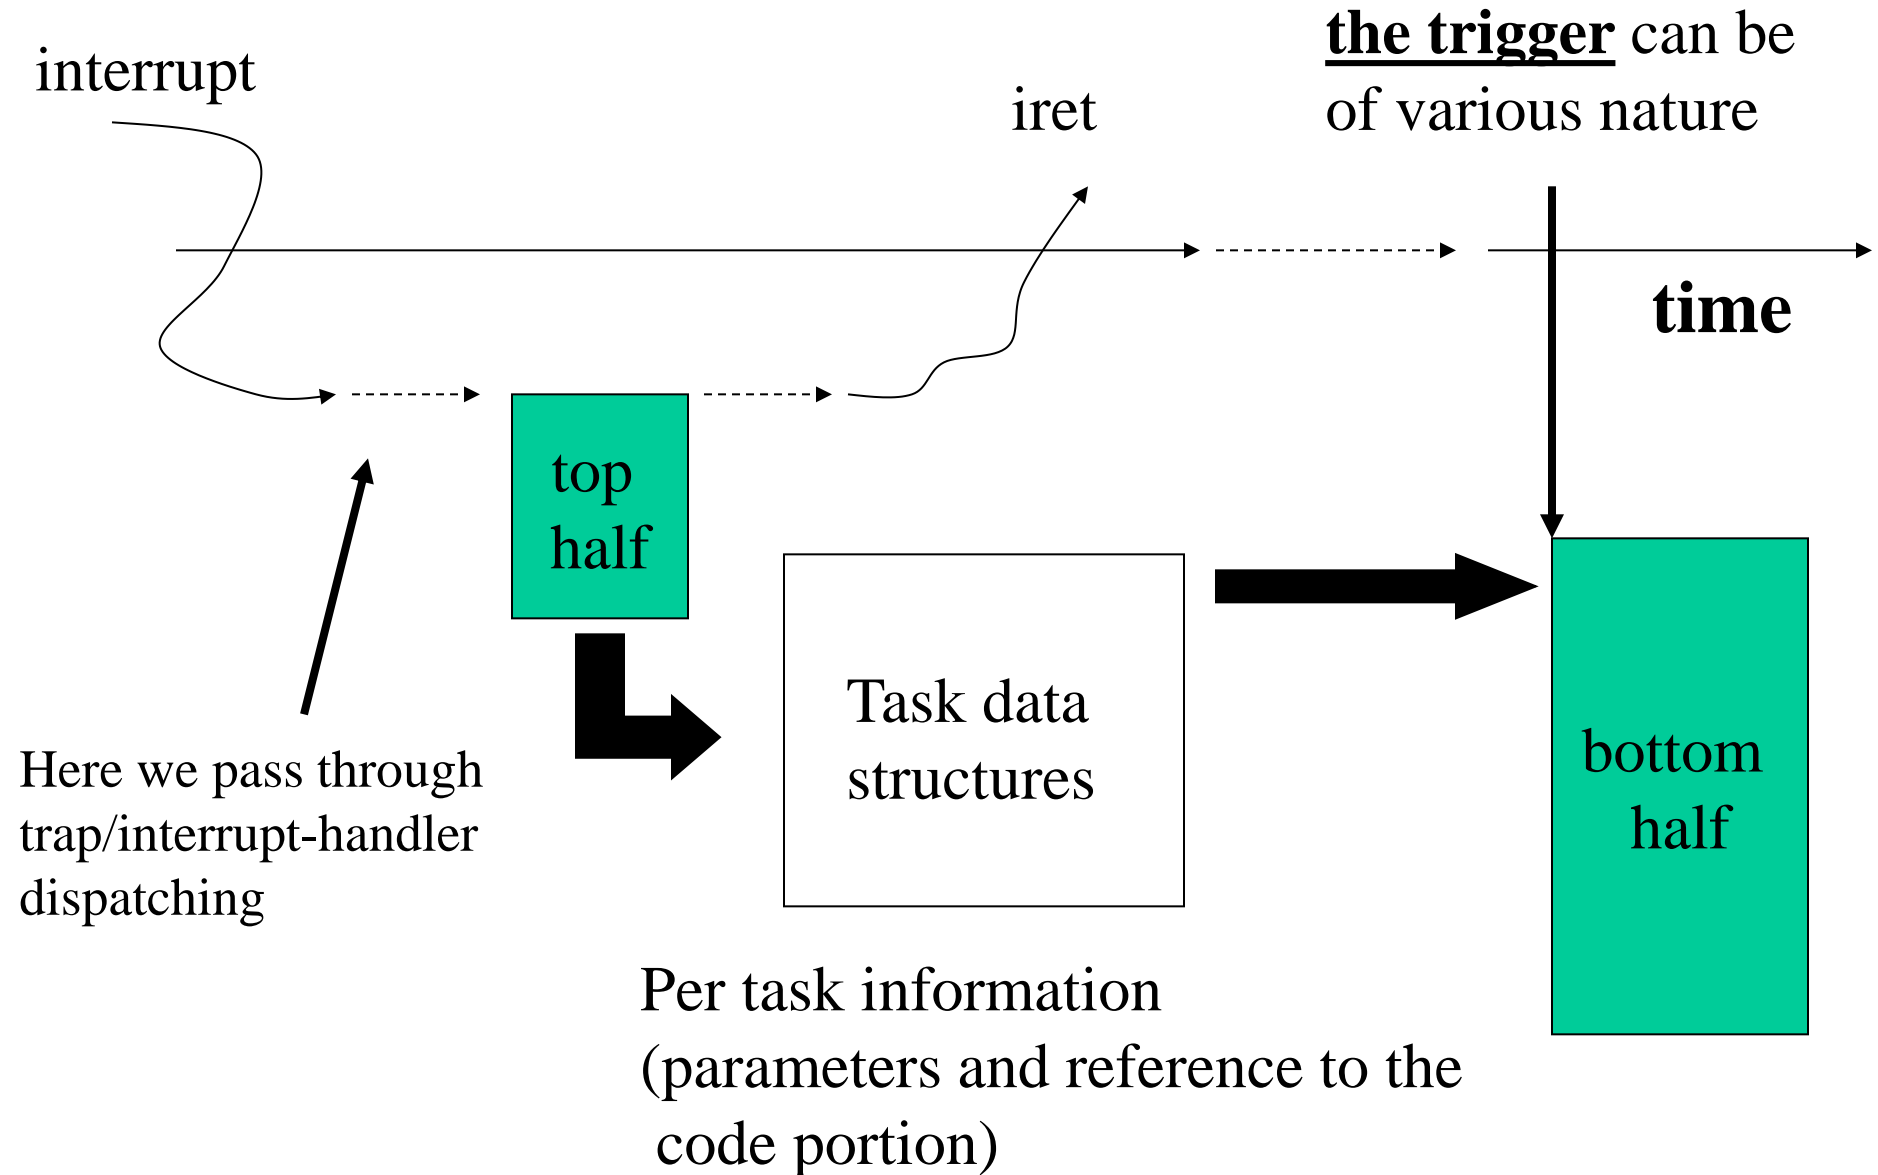 interrupt
iret
the trigger can be
of various nature
time
top
half
Here we pass through
trap/interrupt-handler
dispatching
Task data
structures
bottom
half
Per task information
(parameters and reference to the
code portion)